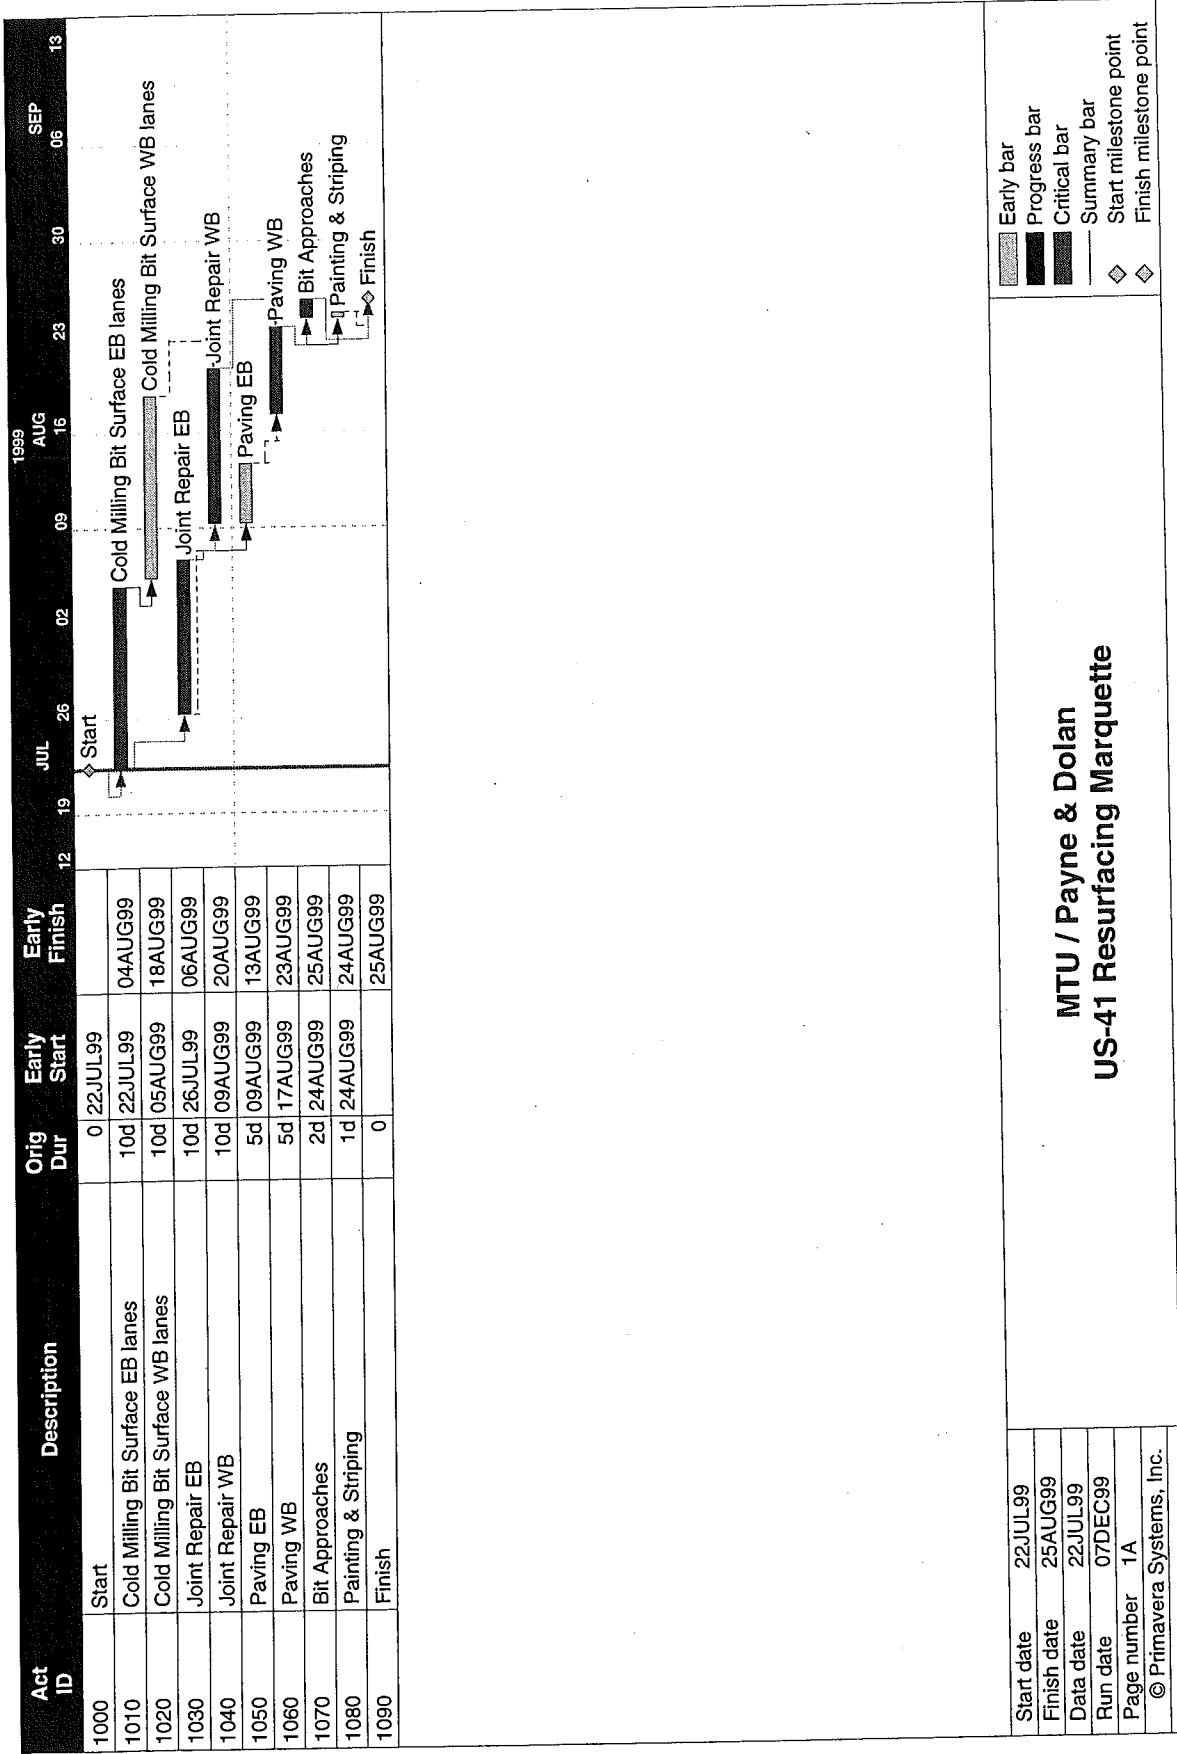 Act ID Description Orig Dur Early Start Early Finish
1999
JUL AUG SEP
12 19 26 02 09 16 23 30 06 13
1000 Start 0 22JUL99
1010 Cold Milling Bit Surface EB lanes 10d 22JUL99 04AUG99
1020 Cold Milling Bit Surface WB lanes 10d 05AUG99 18AUG99
1030 Joint Repair EB 10d 26JUL99 06AUG99
1040 Joint Repair WB 10d 09AUG99 20AUG99
1050 Paving EB 5d 09AUG99 13AUG99
1060 Paving WB 5d 17AUG99 23AUG99
1070 Bit Approaches 2d 24AUG99 25AUG99
1080 Painting & Striping 1d 24AUG99 24AUG99
1090 Finish 0 25AUG99
Start
Cold Milling Bit Surface EB lanes
Cold Milling Bit Surface WB lanes
Joint Repair EB
Joint Repair WB
Paving EB
Paving WB
Bit Approaches
Painting & Striping
Finish
Start date 22JUL99
Finish date 25AUG99
Data date 22JUL99
Run date 07DEC99
Page number 1A
© Primavera Systems, Inc.
MTU / Payne & Dolan
US-41 Resurfacing Marquette
Early bar
Progress bar
Critical bar
Summary bar
Start milestone point
Finish milestone point